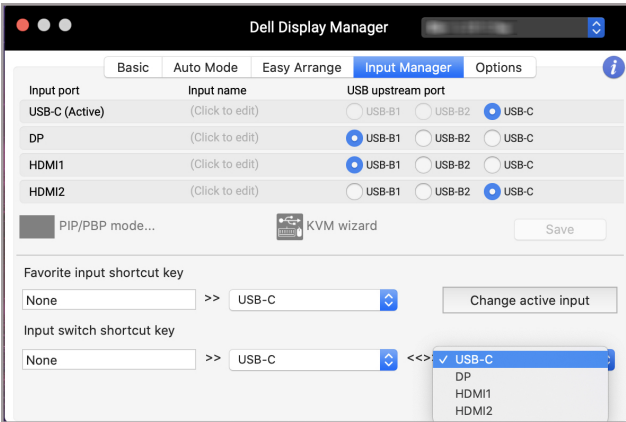 Dell Display Manager
Basic Auto Mode Easy Arrange Input Manager Options i
Input port Input name USB upstream port
USB-C (Active) (Click to edit) USB-B1 USB-B2 USB-C
DP (Click to edit) USB-B1 USB-B2 USB-C
HDMI1 (Click to edit) USB-B1 USB-B2 USB-C
HDMI2 (Click to edit) USB-B1 USB-B2 USB-C
PIP/PBP mode... KVM wizard Save
Favorite input shortcut key
None >> USB-C Change active input
Input switch shortcut key
None >> USB-C <<> ✓ USB-C
DP
HDMI1
HDMI2